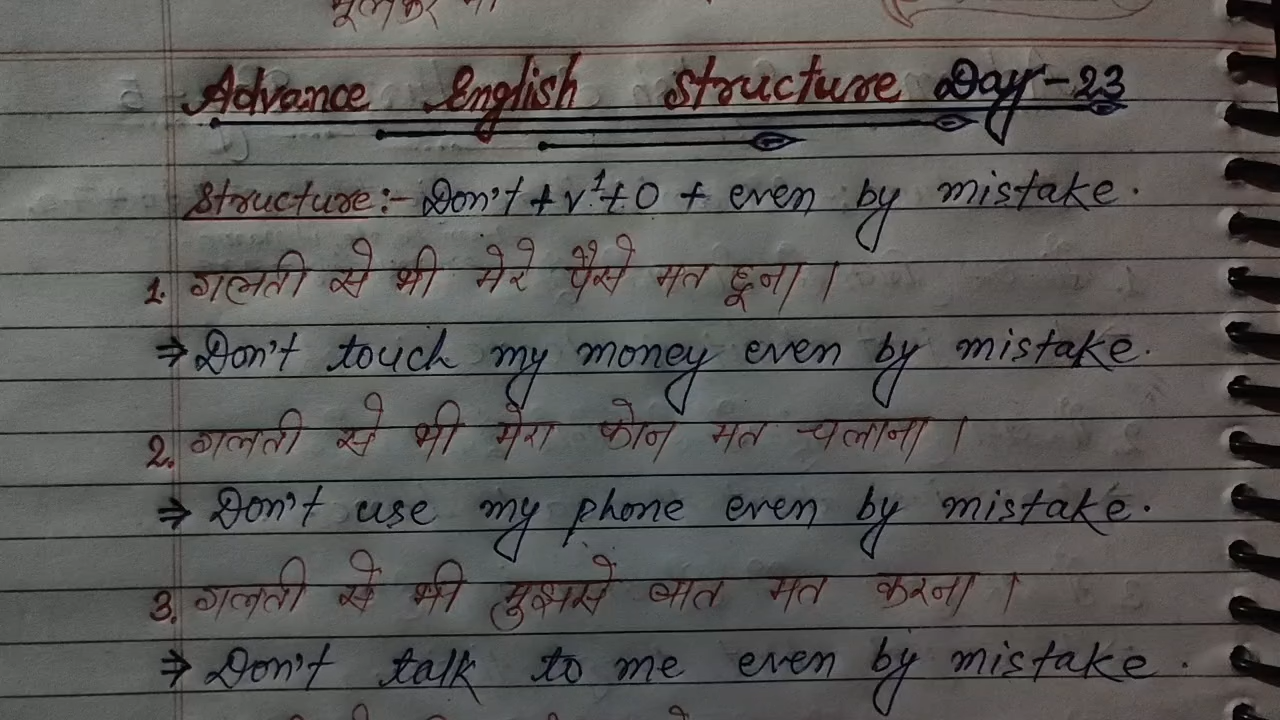 भूलकर भी
Advance English Structure Day-23
Structure:- Don't + v¹ + O + even by mistake.
1. गलती से भी मेरे पैसे मत छूना।
⇒ Don't touch my money even by mistake.
2. गलती से भी मेरा फोन मत चलाना।
⇒ Don't use my phone even by mistake.
3. गलती से भी मुझसे बात मत करना।
⇒ Don't talk to me even by mistake.